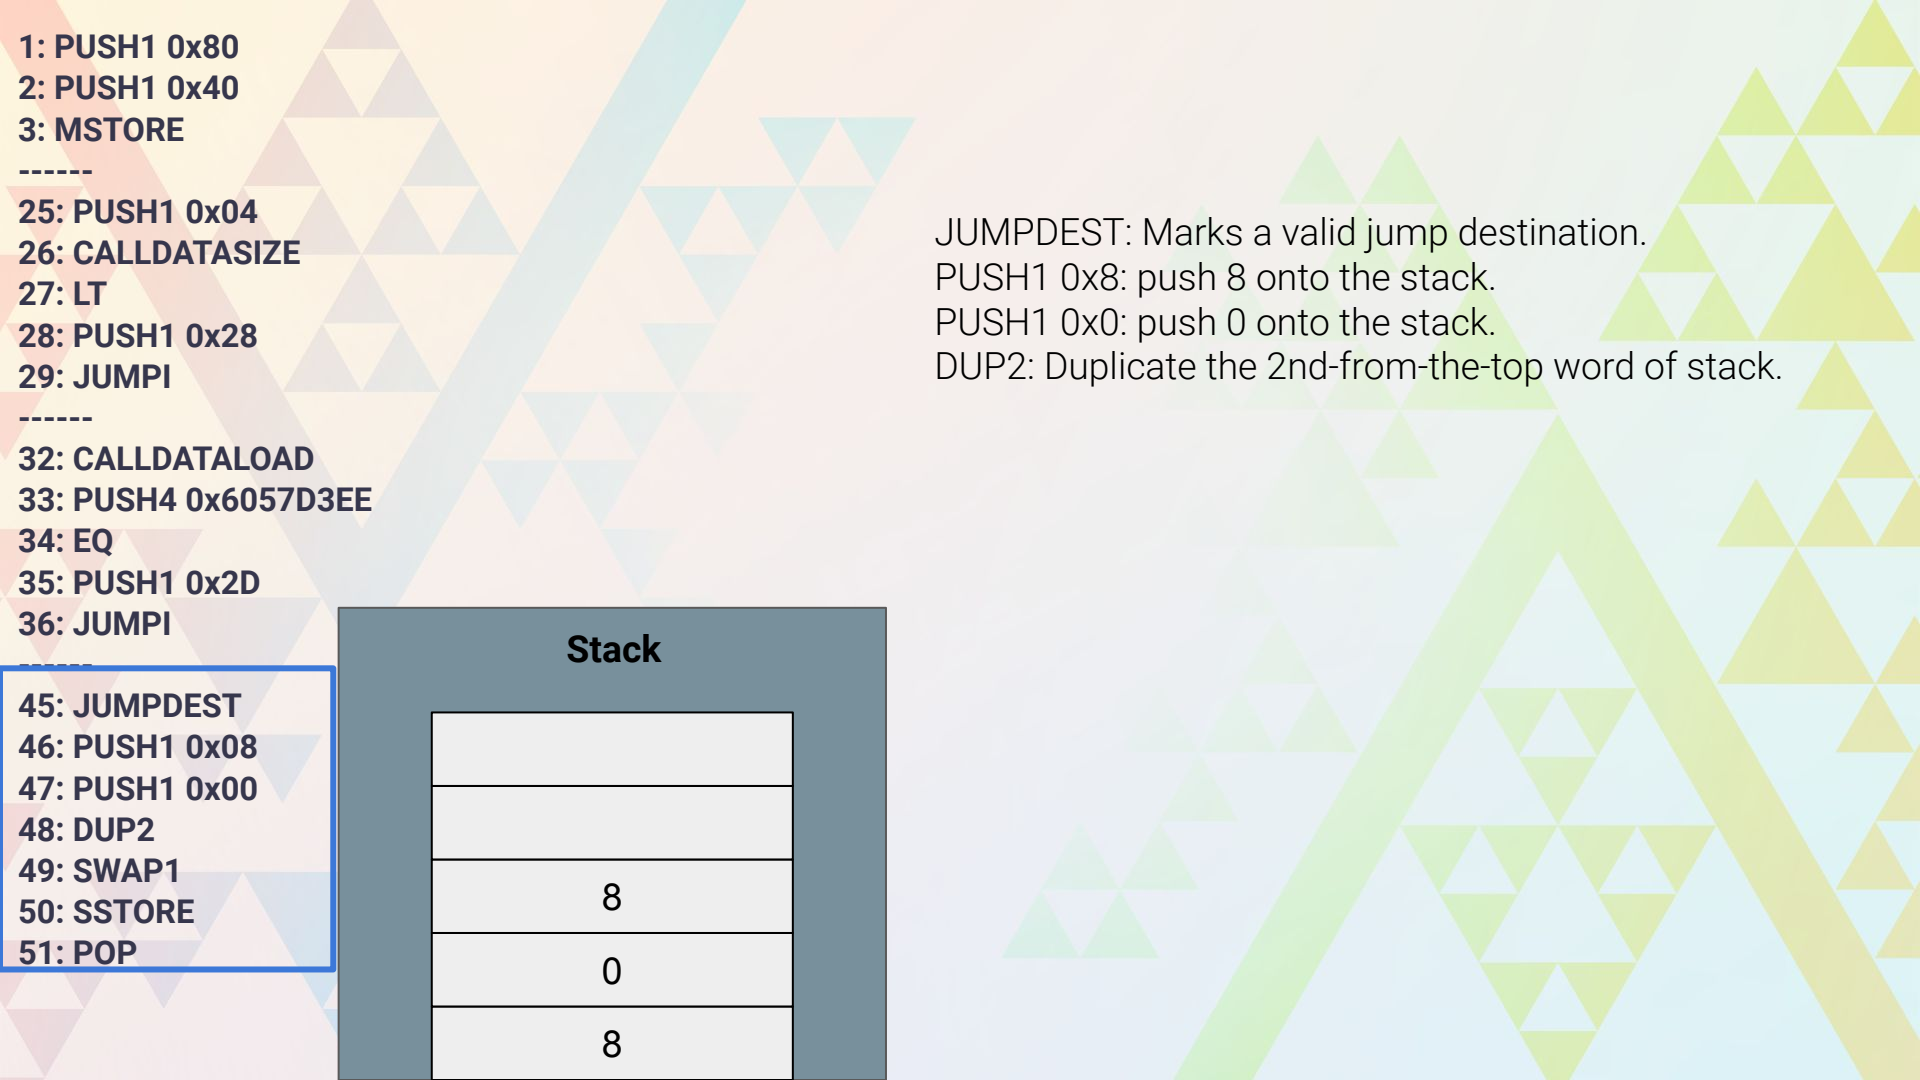 1: PUSH1 0x80
2: PUSH1 0x40
3: MSTORE
------
25: PUSH1 0x04
26: CALLDATASIZE
27: LT
28: PUSH1 0x28
29: JUMPI
------
32: CALLDATALOAD
33: PUSH4 0x6057D3EE
34: EQ
35: PUSH1 0x2D
36: JUMPI
------
45: JUMPDEST
46: PUSH1 0x08
47: PUSH1 0x00
48: DUP2
49: SWAP1
50: SSTORE
51: POP
Stack
8
0
8
JUMPDEST: Marks a valid jump destination.
PUSH1 0x8: push 8 onto the stack.
PUSH1 0x0: push 0 onto the stack.
DUP2: Duplicate the 2nd-from-the-top word of stack.